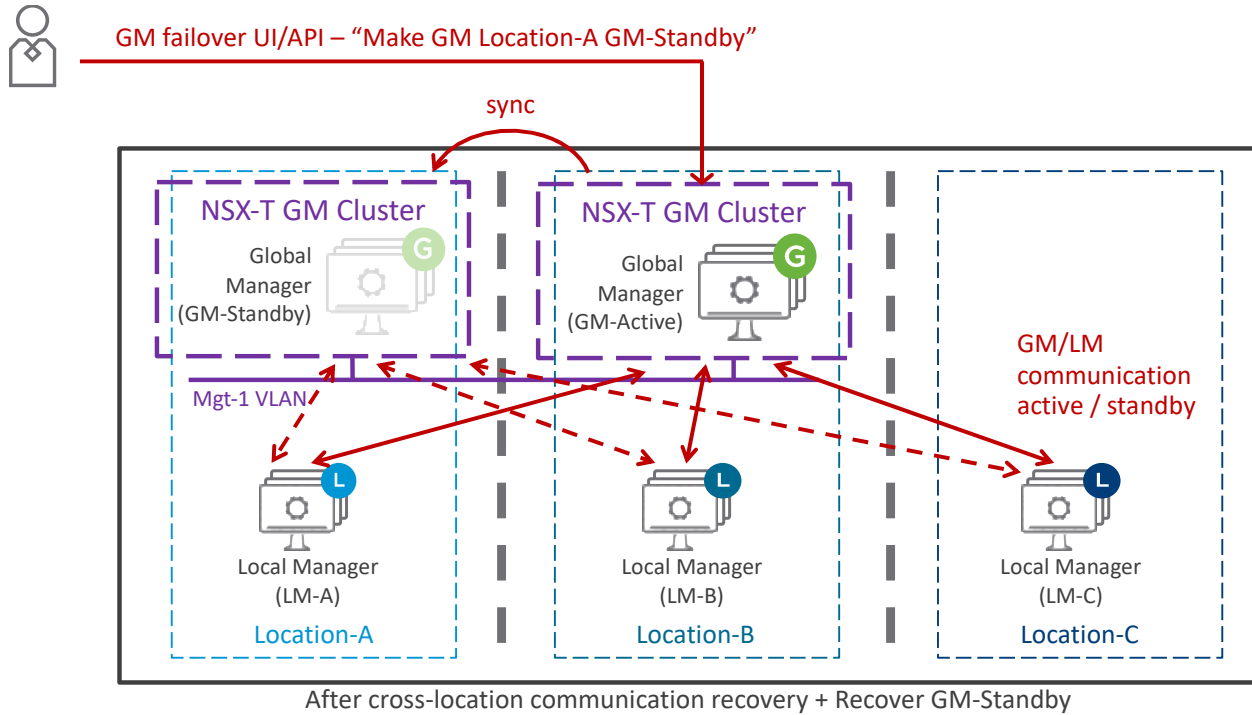 GM failover UI/API – “Make GM Location-A GM-Standby”
sync
NSX-T GM Cluster
Global
Manager
(GM-Standby)
G
NSX-T GM Cluster
Global
Manager
(GM-Active)
G
GM/LM
communication
active / standby
Mgt-1 VLAN
L
Local Manager
(LM-A)
Location-A
L
Local Manager
(LM-B)
Location-B
L
Local Manager
(LM-C)
Location-C
After cross-location communication recovery + Recover GM-Standby